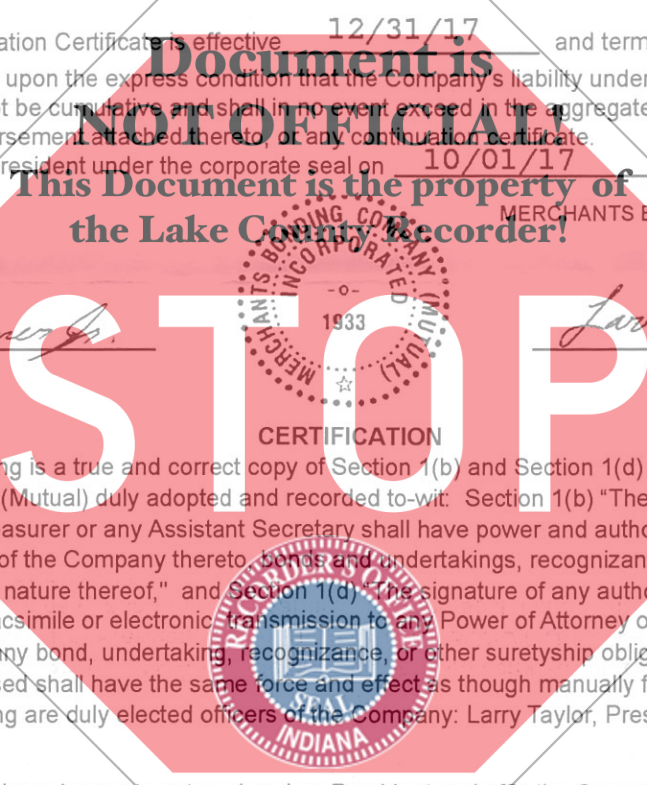 ation Certificate is effective 12/31/17 and term
Document is
upon the express condition that the Company's liability under
t be cumulative and shall in no event exceed in the aggregate
NOT OFFICIAL!
rsement attached thereto, or any continuation certificate.
resident under the corporate seal on 10/01/17
This Document is the property of
MERCHANTS B
the Lake County Recorder!
MERCHANTS BONDING COMPANY (MUTUAL)
INCORPORATED
-o-
1933
STOP
CERTIFICATION
ng is a true and correct copy of Section 1(b) and Section 1(d)
(Mutual) duly adopted and recorded to-wit: Section 1(b) “The
easurer or any Assistant Secretary shall have power and autho
of the Company thereto, bonds and undertakings, recognizan
nature thereof," and Section 1(d) “The signature of any autho
acsimile or electronic transmission to any Power of Attorney o
ny bond, undertaking, recognizance, or other suretyship oblig
sed shall have the same force and effect as though manually f
ng are duly elected officers of the Company: Larry Taylor, Pres
RECORDER'S OFFICE
SEAL
INDIANA